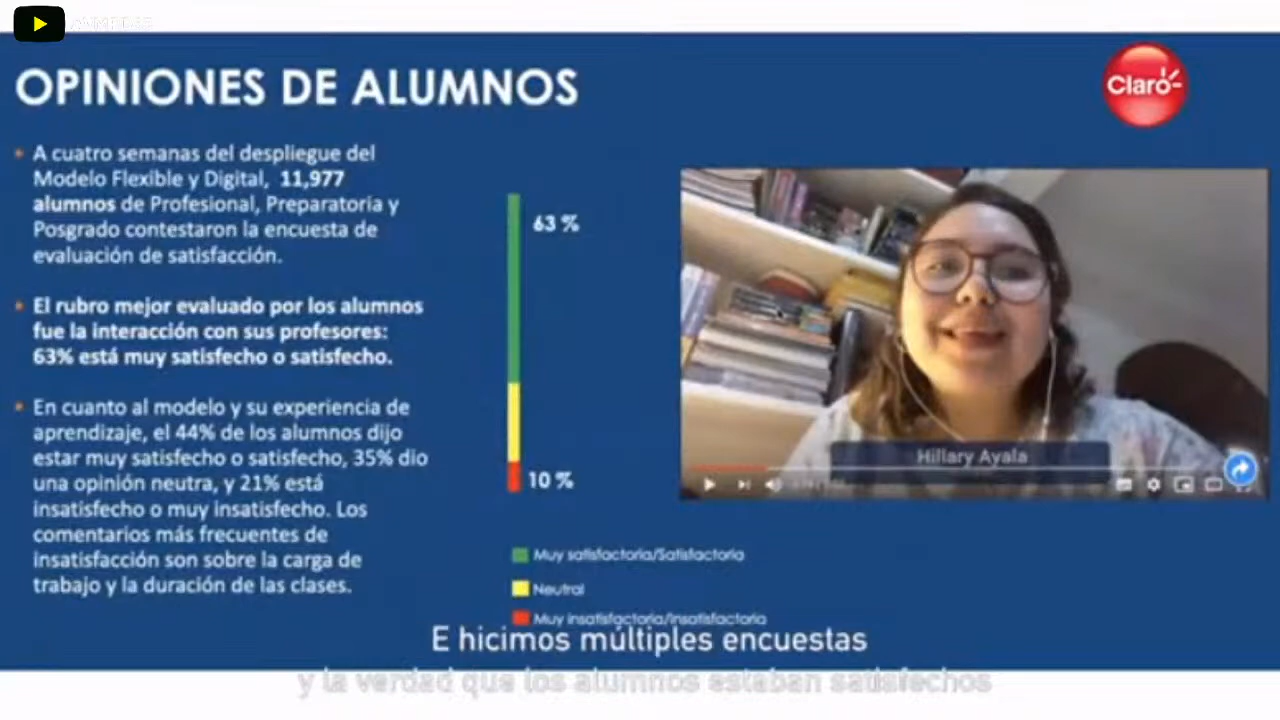 OPINIONES DE ALUMNOS
Claro
• A cuatro semanas del despliegue del
Modelo Flexible y Digital, 11,977
alumnos de Profesional, Preparatoria y
Posgrado contestaron la encuesta de
evaluación de satisfacción.
• El rubro mejor evaluado por los alumnos
fue la interacción con sus profesores:
63% está muy satisfecho o satisfecho.
• En cuanto al modelo y su experiencia de
aprendizaje, el 44% de los alumnos dijo
estar muy satisfecho o satisfecho, 35% dio
una opinión neutra, y 21% está
insatisfecho o muy insatisfecho. Los
comentarios más frecuentes de
insatisfacción son sobre la carga de
trabajo y la duración de las clases.
63 %
10 %
Muy satisfactoria/Satisfactoria
Neutral
Muy insatisfactoria/Insatisfactoria
Hillary Ayala
E hicimos múltiples encuestas
y la verdad que los alumnos estaban satisfechos